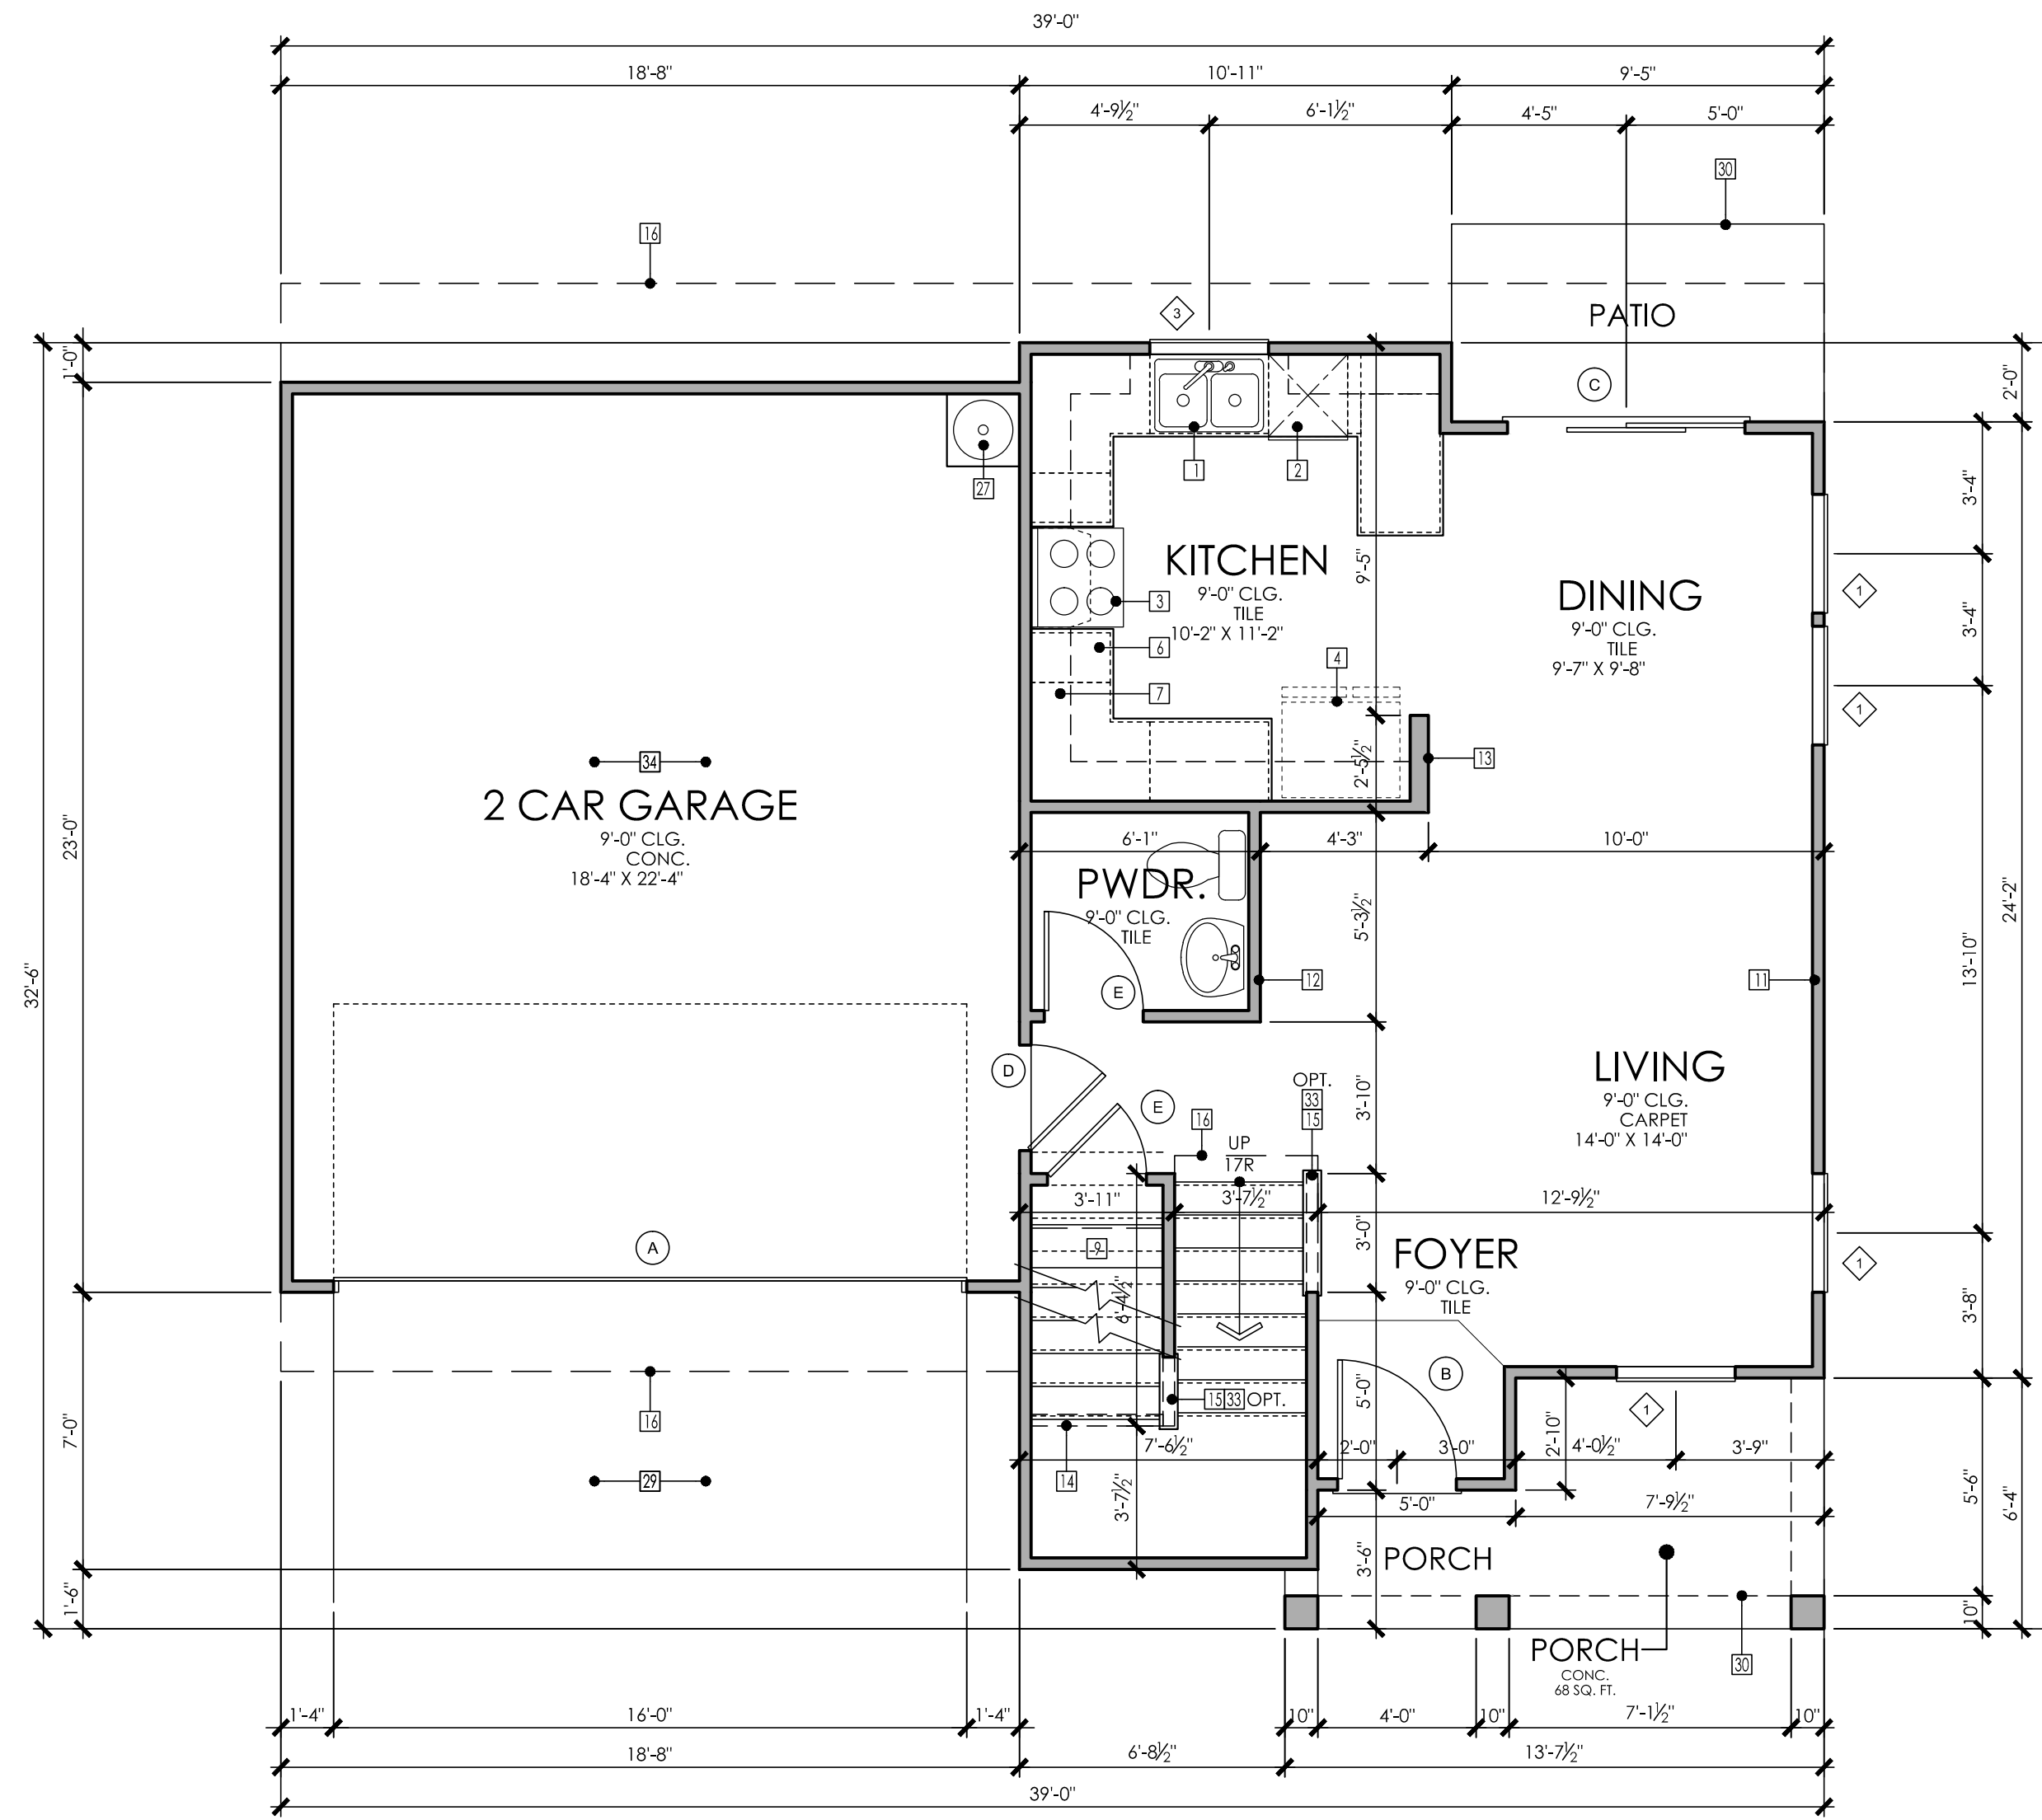 39'-0"
18'-8"
10'-11"
9'-5"
4'-9½"
6'-1½"
4'-5"
5'-0"
30
16
3
PATIO
1'-0"
2'-0"
C
1
2
27
3'-4"
KITCHEN
9'-0" CLG.
TILE
10'-2" X 11'-2"
9'-5"
3
6
7
4
DINING
9'-0" CLG.
TILE
9'-7" X 9'-8"
1
3'-4"
1
34
2 CAR GARAGE
9'-0" CLG.
CONC.
18'-4" X 22'-4"
2'-5½"
13
23'-0"
6'-1"
4'-3"
10'-0"
PWDR.
9'-0" CLG.
TILE
5'-3½"
24'-2"
32'-6"
E
12
11
13'-10"
D
E
OPT.
33
15
16
UP
17R
3'-10"
LIVING
9'-0" CLG.
CARPET
14'-0" X 14'-0"
3'-11"
3'-7½"
12'-9½"
3'-0"
A
9
6'-4½"
FOYER
9'-0" CLG.
TILE
1
3'-8"
B
5'-0"
15 33 OPT.
16
1
7'-0"
7'-6½"
2'-0"
3'-0"
2'-10"
4'-0½"
3'-9"
29
14
3'-7½"
5'-0"
7'-9½"
5'-6"
6'-4"
3'-6"
PORCH
1'-6"
10"
PORCH
CONC.
68 SQ. FT.
30
1'-4"
16'-0"
1'-4"
10"
4'-0"
10"
7'-1½"
10"
18'-8"
6'-8½"
13'-7½"
39'-0"